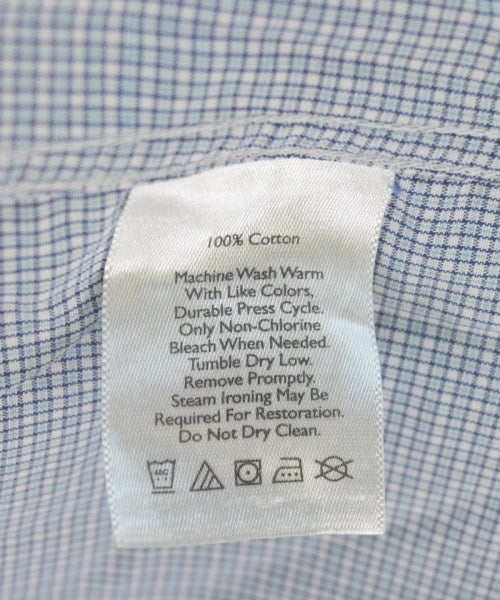 100% Cotton
Machine Wash Warm
With Like Colors,
Durable Press Cycle.
Only Non-Chlorine
Bleach When Needed.
Tumble Dry Low.
Remove Promptly.
Steam Ironing May Be
Required For Restoration.
Do Not Dry Clean.
40C